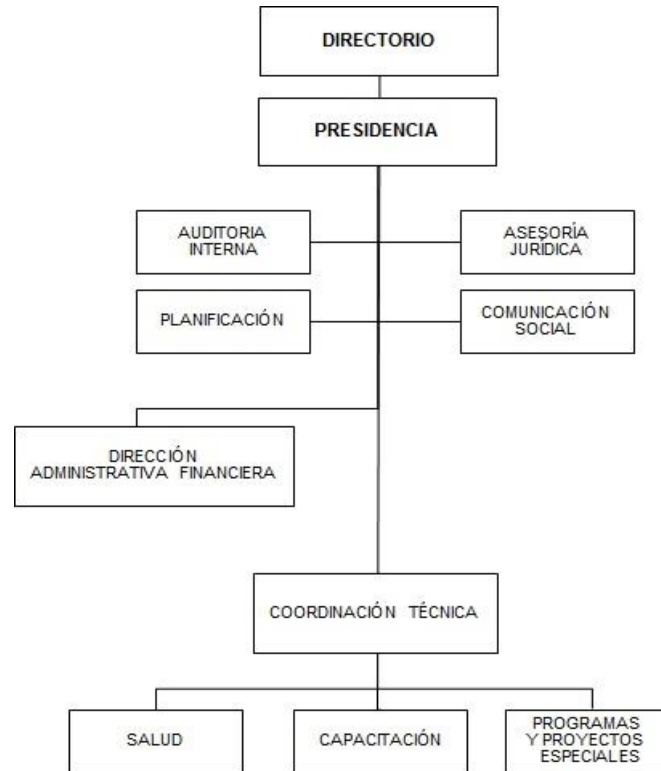 DIRECTORIO
PRESIDENCIA
AUDITORIA
INTERNA
ASESORÍA
JURÍDICA
PLANIFICACIÓN
COMUNICACIÓN
SOCIAL
DIRECCIÓN
ADMINISTRATIVA FINANCIERA
COORDINACIÓN TÉCNICA
SALUD
CAPACITACIÓN
PROGRAMAS
Y PROYECTOS
ESPECIALES